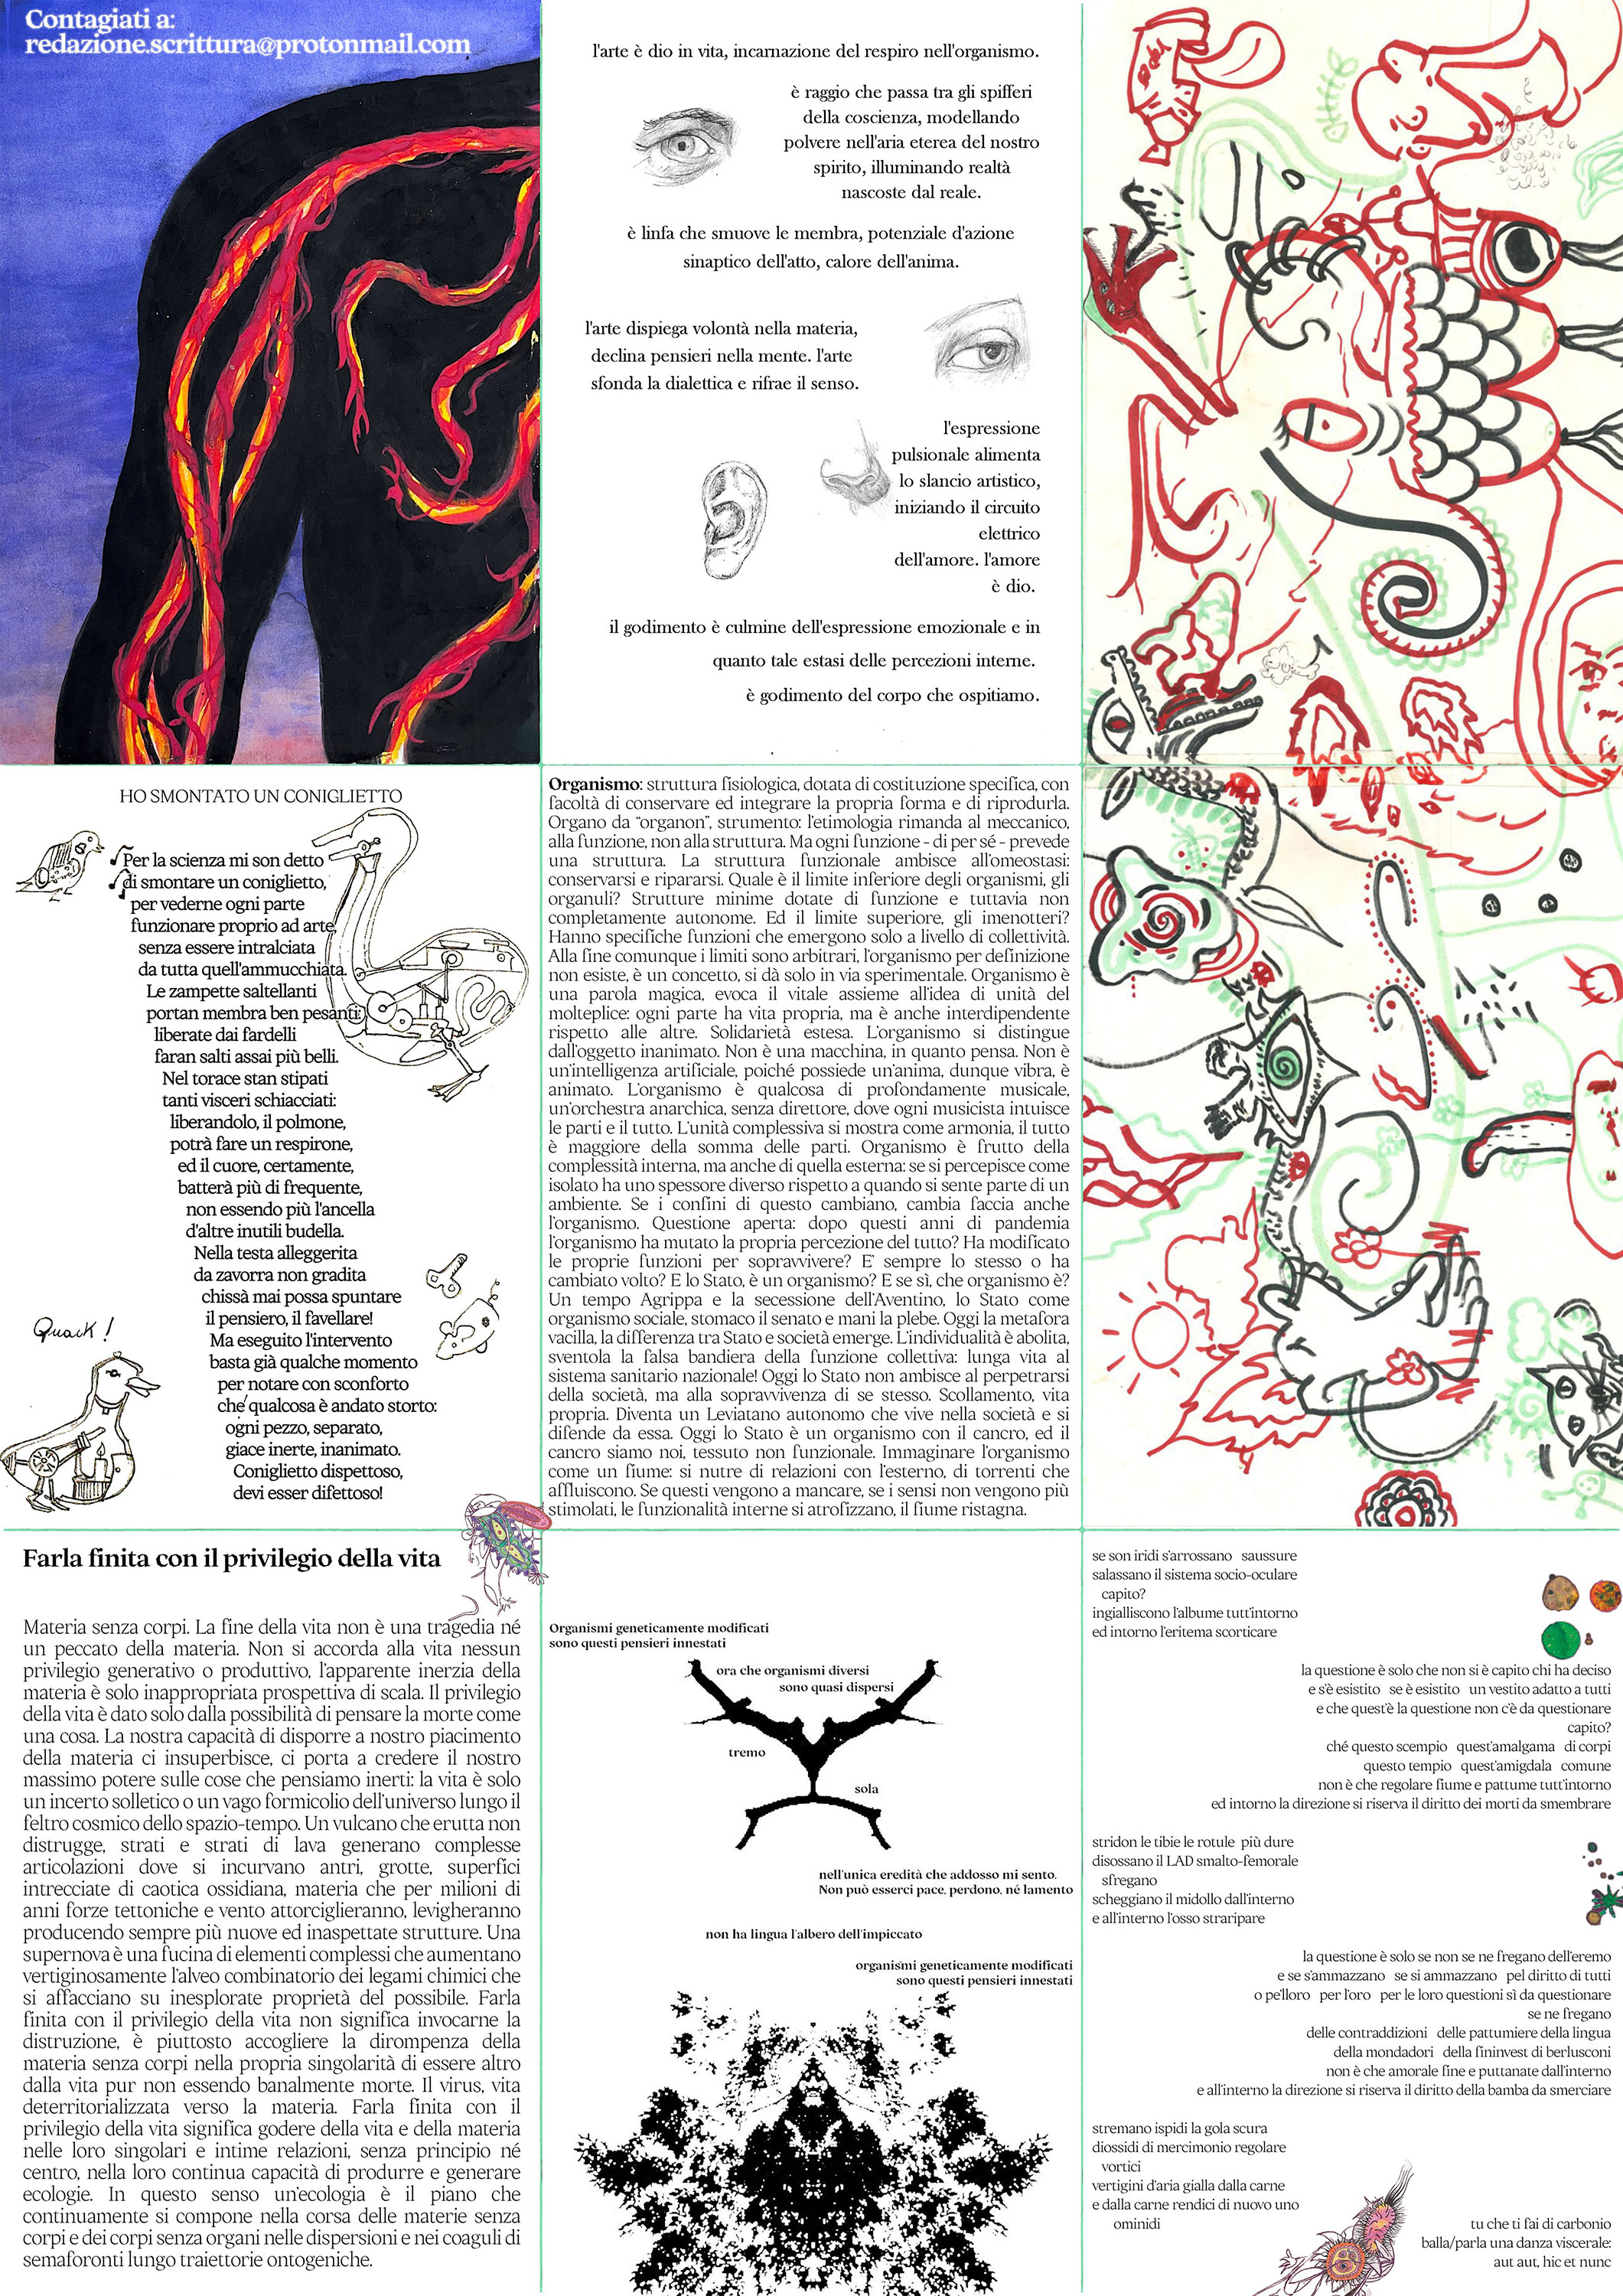 Contagiati a:
redazione.scrittura@protonmail.com
l'arte è dio in vita, incarnazione del respiro nell'organismo.
è raggio che passa tra gli spifferi
della coscienza, modellando
polvere nell'aria eterea del nostro
spirito, illuminando realtà
nascoste dal reale.
è linfa che smuove le membra, potenziale d'azione
sinaptico dell'atto, calore dell'anima.
l'arte dispiega volontà nella materia,
declina pensieri nella mente. l'arte
sfonda la dialettica e rifrae il senso.
l'espressione
pulsionale alimenta
lo slancio artistico,
iniziando il circuito
elettrico
dell'amore. l'amore
è dio.
il godimento è culmine dell'espressione emozionale e in
quanto tale estasi delle percezioni interne.
è godimento del corpo che ospitiamo.
HO SMONTATO UN CONIGLIETTO
Per la scienza mi son detto
di smontare un coniglietto,
per vederne ogni parte
funzionare proprio ad arte,
senza essere intralciata
da tutta quell'ammucchiata.
Le zampette saltellanti
portan membra ben pesanti:
liberate dai fardelli
faran salti assai più belli.
Nel torace stan stipati
tanti visceri schiacciati:
liberandolo, il polmone,
potrà fare un respirone,
ed il cuore, certamente,
batterà più di frequente,
non essendo più l'ancella
d'altre inutili budella.
Nella testa alleggerita
da zavorra non gradita
chissà mai possa spuntare
il pensiero, il favellare!
Ma eseguito l'intervento
basta già qualche momento
per notare con sconforto
che qualcosa è andato storto:
ogni pezzo, separato,
giace inerte, inanimato.
Coniglietto dispettoso,
devi esser difettoso!
Quack !
Organismo: struttura fisiologica, dotata di costituzione specifica, con
facoltà di conservare ed integrare la propria forma e di riprodurla.
Organo da “organon”, strumento: l'etimologia rimanda al meccanico,
alla funzione, non alla struttura. Ma ogni funzione - di per sé - prevede
una struttura. La struttura funzionale ambisce all'omeostasi:
conservarsi e ripararsi. Quale è il limite inferiore degli organismi, gli
organuli? Strutture minime dotate di funzione e tuttavia non
completamente autonome. Ed il limite superiore, gli imenotteri?
Hanno specifiche funzioni che emergono solo a livello di collettività.
Alla fine comunque i limiti sono arbitrari, l'organismo per definizione
non esiste, è un concetto, si dà solo in via sperimentale. Organismo è
una parola magica, evoca il vitale assieme all'idea di unità del
molteplice: ogni parte ha vita propria, ma è anche interdipendente
rispetto alle altre. Solidarietà estesa. L'organismo si distingue
dall'oggetto inanimato. Non è una macchina, in quanto pensa. Non è
un'intelligenza artificiale, poiché possiede un'anima, dunque vibra, è
animato. L'organismo è qualcosa di profondamente musicale,
un'orchestra anarchica, senza direttore, dove ogni musicista intuisce
le parti e il tutto. L'unità complessiva si mostra come armonia, il tutto
è maggiore della somma delle parti. Organismo è frutto della
complessità interna, ma anche di quella esterna: se si percepisce come
isolato ha uno spessore diverso rispetto a quando si sente parte di un
ambiente. Se i confini di questo cambiano, cambia faccia anche
l'organismo. Questione aperta: dopo questi anni di pandemia
l'organismo ha mutato la propria percezione del tutto? Ha modificato
le proprie funzioni per sopravvivere? E' sempre lo stesso o ha
cambiato volto? E lo Stato, è un organismo? E se sì, che organismo è?
Un tempo Agrippa e la secessione dell'Aventino, lo Stato come
organismo sociale, stomaco il senato e mani la plebe. Oggi la metafora
vacilla, la differenza tra Stato e società emerge. L'individualità è abolita,
sventola la falsa bandiera della funzione collettiva: lunga vita al
sistema sanitario nazionale! Oggi lo Stato non ambisce al perpetrarsi
della società, ma alla sopravvivenza di se stesso. Scollamento, vita
propria. Diventa un Leviatano autonomo che vive nella società e si
difende da essa. Oggi lo Stato è un organismo con il cancro, ed il
cancro siamo noi, tessuto non funzionale. Immaginare l'organismo
come un fiume: si nutre di relazioni con l'esterno, di torrenti che
affluiscono. Se questi vengono a mancare, se i sensi non vengono più
stimolati, le funzionalità interne si atrofizzano, il fiume ristagna.
Farla finita con il privilegio della vita
Materia senza corpi. La fine della vita non è una tragedia né
un peccato della materia. Non si accorda alla vita nessun
privilegio generativo o produttivo, l'apparente inerzia della
materia è solo inappropriata prospettiva di scala. Il privilegio
della vita è dato solo dalla possibilità di pensare la morte come
una cosa. La nostra capacità di disporre a nostro piacimento
della materia ci insuperbisce, ci porta a credere il nostro
massimo potere sulle cose che pensiamo inerti: la vita è solo
un incerto solletico o un vago formicolio dell'universo lungo il
feltro cosmico dello spazio-tempo. Un vulcano che erutta non
distrugge, strati e strati di lava generano complesse
articolazioni dove si incurvano antri, grotte, superfici
intrecciate di caotica ossidiana, materia che per milioni di
anni forze tettoniche e vento attorciglieranno, levigheranno
producendo sempre più nuove ed inaspettate strutture. Una
supernova è una fucina di elementi complessi che aumentano
vertiginosamente l'alveo combinatorio dei legami chimici che
si affacciano su inesplorate proprietà del possibile. Farla
finita con il privilegio della vita non significa invocarne la
distruzione, è piuttosto accogliere la dirompenza della
materia senza corpi nella propria singolarità di essere altro
dalla vita pur non essendo banalmente morte. Il virus, vita
deterritorializzata verso la materia. Farla finita con il
privilegio della vita significa godere della vita e della materia
nelle loro singolari e intime relazioni, senza principio né
centro, nella loro continua capacità di produrre e generare
ecologie. In questo senso un'ecologia è il piano che
continuamente si compone nella corsa delle materie senza
corpi e dei corpi senza organi nelle dispersioni e nei coaguli di
semaforonti lungo traiettorie ontogeniche.
Organismi geneticamente modificati
sono questi pensieri innestati
ora che organismi diversi
sono quasi dispersi
tremo
sola
nell'unica eredità che addosso mi sento.
Non può esserci pace, perdono, né lamento
non ha lingua l'albero dell'impiccato
organismi geneticamente modificati
sono questi pensieri innestati
se son iridi s'arrossano saussure
salassano il sistema socio-oculare
capito?
ingialliscono l'albume tutt'intorno
ed intorno l'eritema scorticare
la questione è solo che non si è capito chi ha deciso
e s'è esistito se è esistito un vestito adatto a tutti
e che quest'è la questione non c'è da questionare
capito?
ché questo scempio quest'amalgama di corpi
questo tempio quest'amigdala comune
non è che regolare fiume e pattume tutt'intorno
ed intorno la direzione si riserva il diritto dei morti da smembrare
stridon le tibie le rotule più dure
disossano il LAD smalto-femorale
sfregano
scheggiano il midollo dall'interno
e all'interno l'osso straripare
la questione è solo se non se ne fregano dell'eremo
e se s'ammazzano se si ammazzano pel diritto di tutti
o pe'lloro per l'oro per le loro questioni sì da questionare
se ne fregano
delle contraddizioni delle pattumiere della lingua
della mondadori della fininvest di berlusconi
non è che amorale fine e puttanate dall'interno
e all'interno la direzione si riserva il diritto della bamba da smerciare
stremano ispidi la gola scura
diossidi di mercimonio regolare
vortici
vertigini d'aria gialla dalla carne
e dalla carne rendici di nuovo uno
ominidi
tu che ti fai di carbonio
balla/parla una danza viscerale:
aut aut, hic et nunc